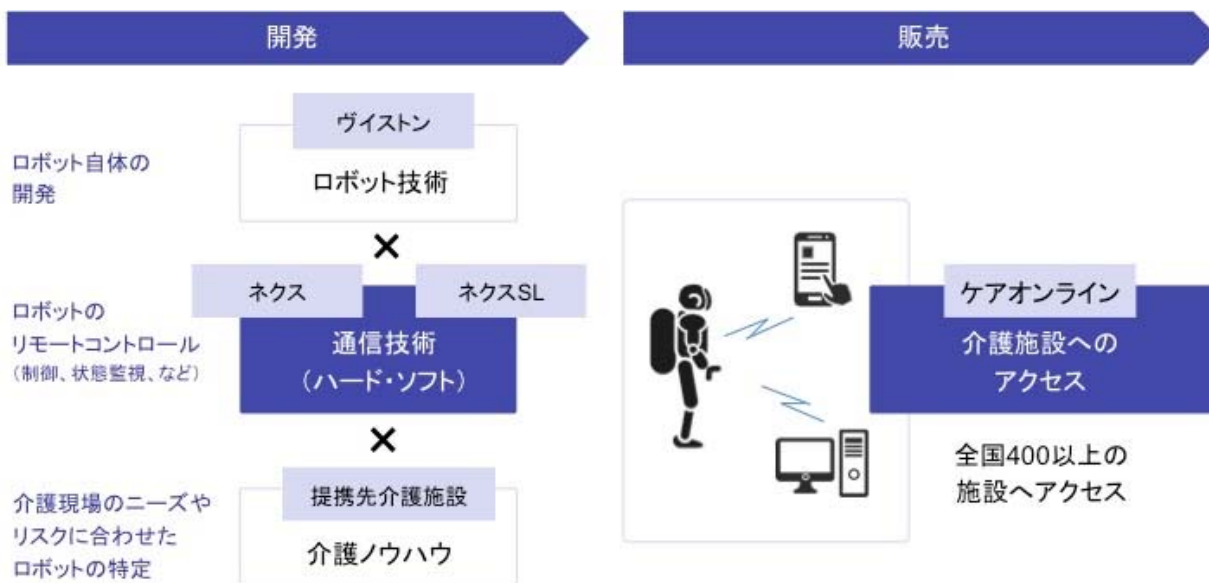 開発
販売
ロボット自体の
開発
ヴイストン
ロボット技術
×
ロボットの
リモートコントロール
(制御、状態監視、など)
ネクス
ネクスSL
通信技術
(ハード・ソフト)
×
介護現場のニーズや
リスクに合わせた
ロボットの特定
提携先介護施設
介護ノウハウ
ケアオンライン
介護施設への
アクセス
全国400以上の
施設へアクセス